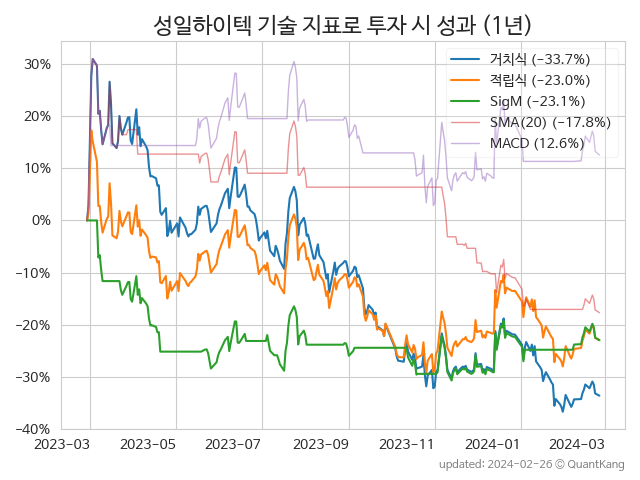 성일하이텍 기술 지표로 투자 시 성과 (1년)
거치식 (−33.7%)
적립식 (−23.0%)
SigM (−23.1%)
SMA(20) (−17.8%)
MACD (12.6%)
30%
20%
10%
0%
−10%
−20%
−30%
−40%
2023−03 2023−05 2023−07 2023−09 2023−11 2024−01 2024−03
updated: 2024−02−26 ⓒ QuantKang